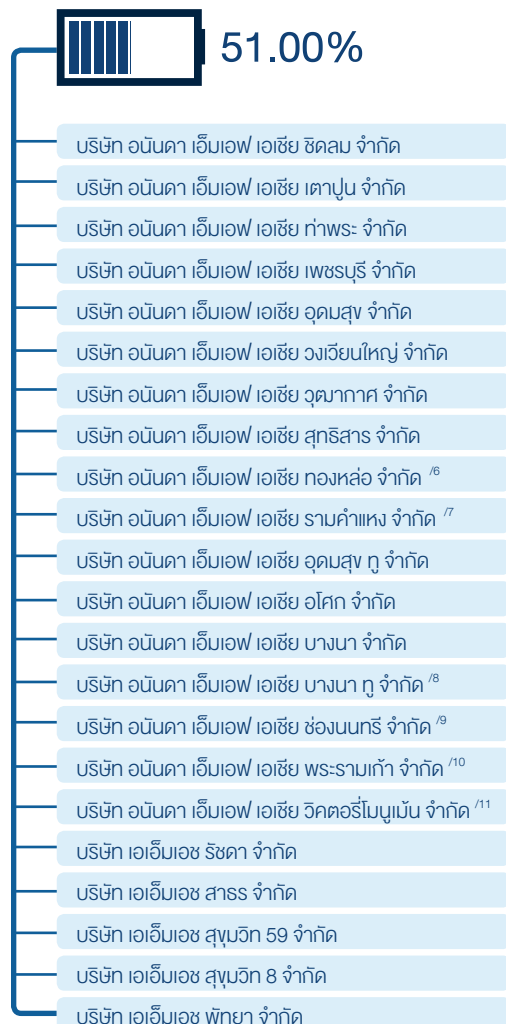 51.00%
บริษัท อนันดา เอ็มเอฟ เอเชีย ชิดลม จำกัด
บริษัท อนันดา เอ็มเอฟ เอเชีย เตาปูน จำกัด
บริษัท อนันดา เอ็มเอฟ เอเชีย ท่าพระ จำกัด
บริษัท อนันดา เอ็มเอฟ เอเชีย เพชรบุรี จำกัด
บริษัท อนันดา เอ็มเอฟ เอเชีย อุดมสุข จำกัด
บริษัท อนันดา เอ็มเอฟ เอเชีย วงเวียนใหญ่ จำกัด
บริษัท อนันดา เอ็มเอฟ เอเชีย วุฒากาศ จำกัด
บริษัท อนันดา เอ็มเอฟ เอเชีย สุทธิสาร จำกัด
บริษัท อนันดา เอ็มเอฟ เอเชีย ทองหล่อ จำกัด /6
บริษัท อนันดา เอ็มเอฟ เอเชีย รามคำแหง จำกัด /7
บริษัท อนันดา เอ็มเอฟ เอเชีย อุดมสุข ทู จำกัด
บริษัท อนันดา เอ็มเอฟ เอเชีย อโศก จำกัด
บริษัท อนันดา เอ็มเอฟ เอเชีย บางนา จำกัด
บริษัท อนันดา เอ็มเอฟ เอเชีย บางนา ทู จำกัด /8
บริษัท อนันดา เอ็มเอฟ เอเชีย ช่องนนทรี จำกัด /9
บริษัท อนันดา เอ็มเอฟ เอเชีย พระรามเก้า จำกัด /10
บริษัท อนันดา เอ็มเอฟ เอเชีย วิคตอรี่โมนูเม้น จำกัด /11
บริษัท เอเอ็มเอช รัชดา จำกัด
บริษัท เอเอ็มเอช สาธร จำกัด
บริษัท เอเอ็มเอช สุขุมวิท 59 จำกัด
บริษัท เอเอ็มเอช สุขุมวิท 8 จำกัด
บริษัท เอเอ็มเอช พัทยา จำกัด